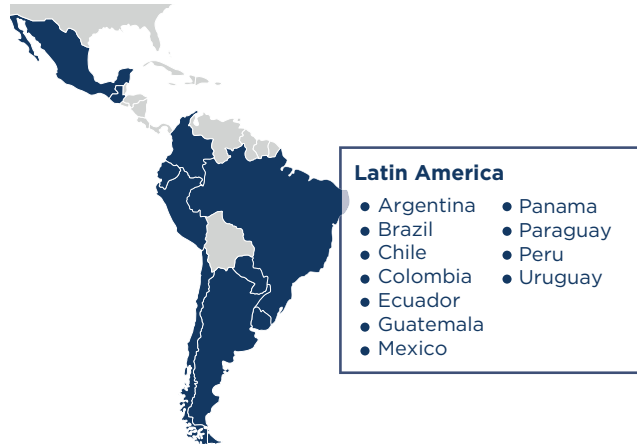 Latin America
• Argentina
• Brazil
• Chile
• Colombia
• Ecuador
• Guatemala
• Mexico
• Panama
• Paraguay
• Peru
• Uruguay